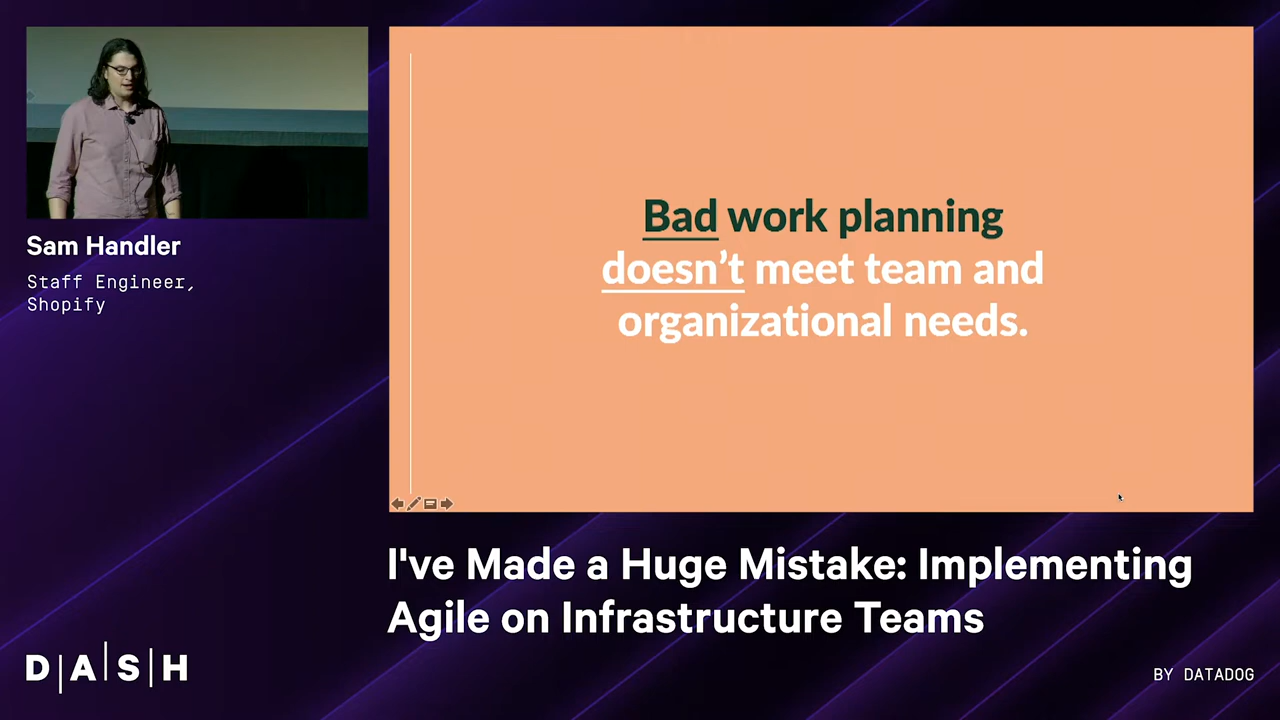 Sam Handler
Staff Engineer,
Shopify
Bad work planning
doesn't meet team and
organizational needs.
I've Made a Huge Mistake: Implementing
Agile on Infrastructure Teams
D|A|S|H
BY DATADOG